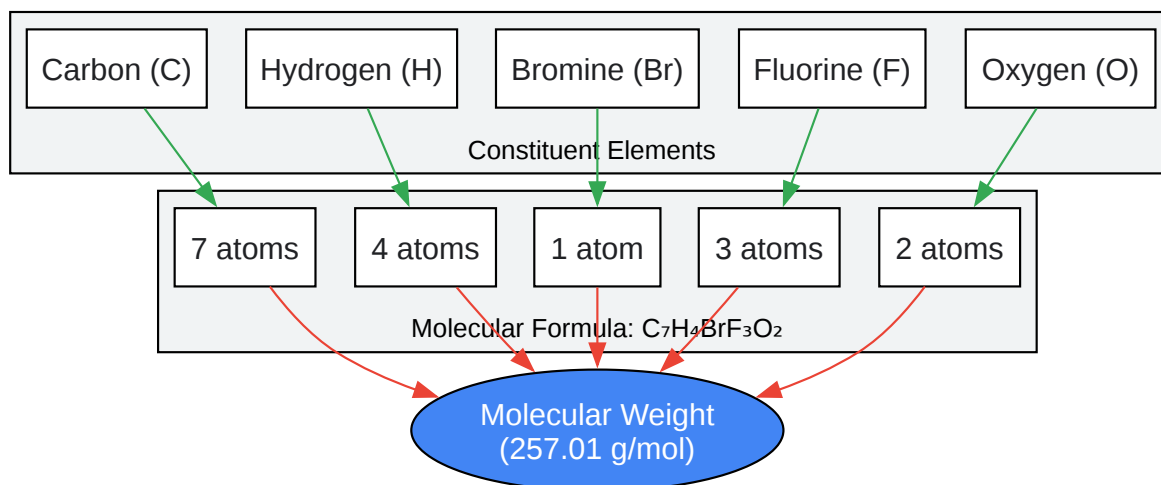 Carbon (C)
Hydrogen (H)
Bromine (Br)
Fluorine (F)
Oxygen (O)
Constituent Elements
7 atoms
4 atoms
1 atom
3 atoms
2 atoms
Molecular Formula: C₇H₄BrF₃O₂
Molecular Weight
(257.01 g/mol)